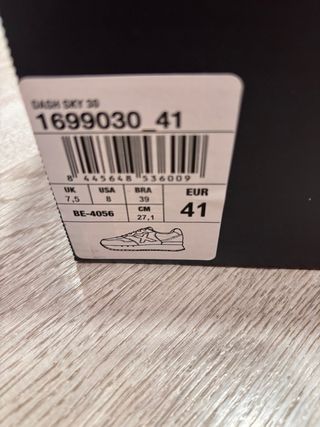 DASH SKY 30
1699030_41
8 445648 536009
UK USA BRA EUR
7,5 8 39 41
BE-4056 CM
27,1